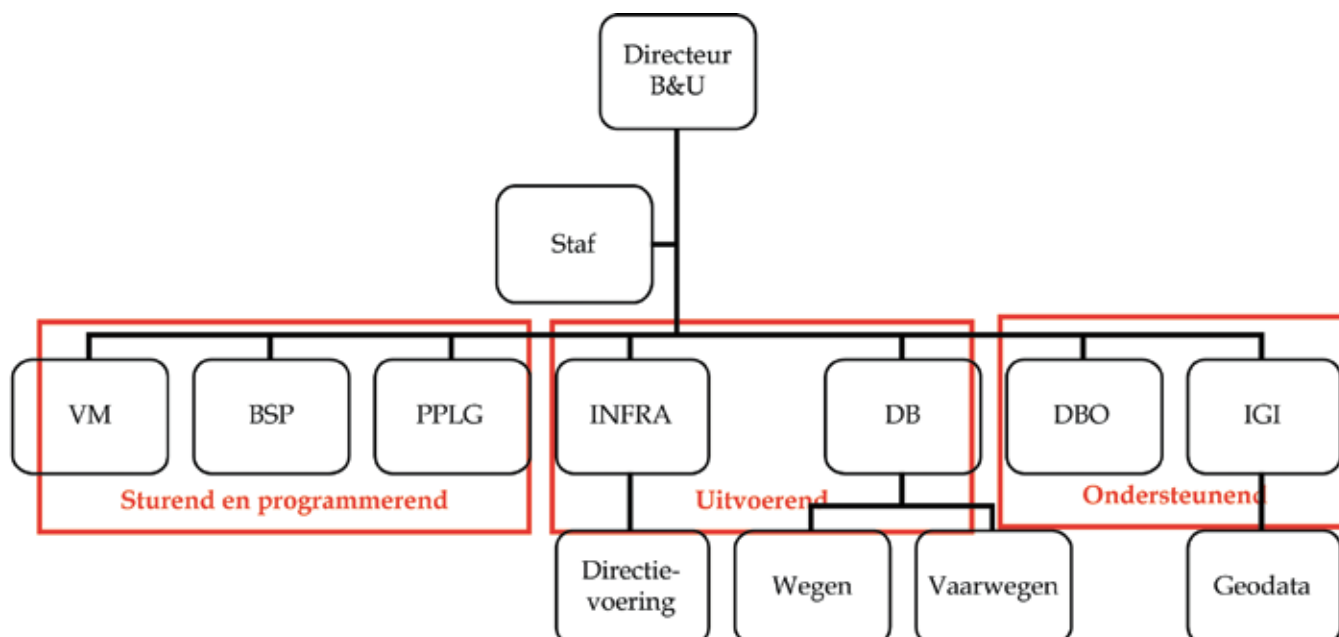 Directeur
B&U
Staf
VM
BSP
PPLG
INFRA
DB
DBO
IGI
Sturend en programmerend
Uitvoerend
Ondersteunend
Directie-
voering
Wegen
Vaarwegen
Geodata